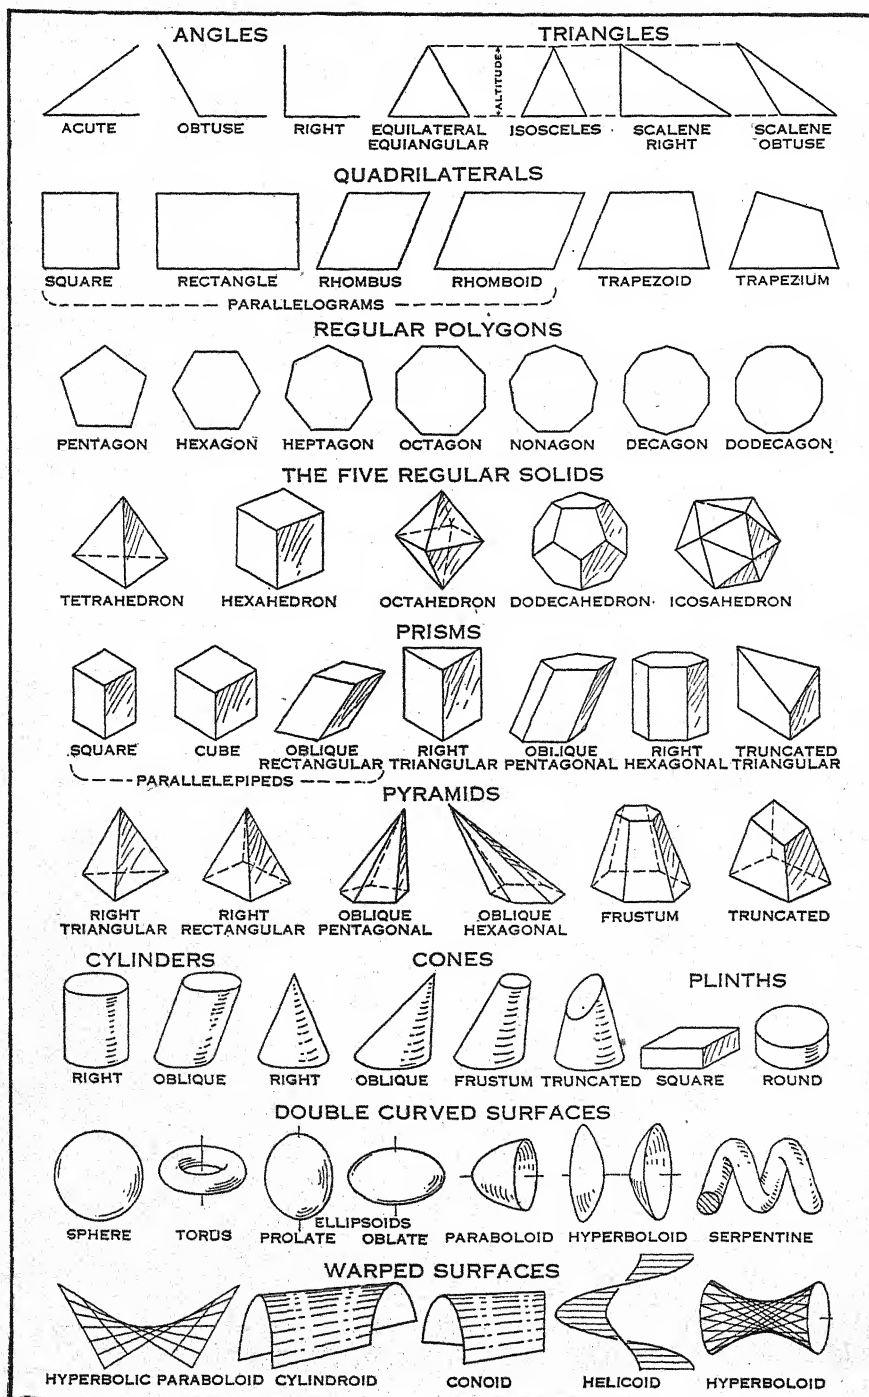 ANGLES
TRIANGLES
ALTITUDE
ACUTE
OBTUSE
RIGHT
EQUILATERAL
EQUIANGULAR
ISOSCELES
SCALENE
RIGHT
SCALENE
OBTUSE
QUADRILATERALS
SQUARE
RECTANGLE
RHOMBUS
RHOMBOID
TRAPEZOID
TRAPEZIUM
PARALLELOGRAMS
REGULAR POLYGONS
PENTAGON
HEXAGON
HEPTAGON
OCTAGON
NONAGON
DECAGON
DODECAGON
THE FIVE REGULAR SOLIDS
TETRAHEDRON
HEXAHEDRON
OCTAHEDRON
DODECAHEDRON
ICOSAHEDRON
PRISMS
SQUARE
CUBE
OBLIQUE
RECTANGULAR
RIGHT
TRIANGULAR
OBLIQUE
PENTAGONAL
RIGHT
HEXAGONAL
TRUNCATED
TRIANGULAR
PARALLELEPIPEDS
PYRAMIDS
RIGHT
TRIANGULAR
RIGHT
RECTANGULAR
OBLIQUE
PENTAGONAL
OBLIQUE
HEXAGONAL
FRUSTUM
TRUNCATED
CYLINDERS
CONES
PLINTHS
RIGHT
OBLIQUE
RIGHT
OBLIQUE
FRUSTUM
TRUNCATED
SQUARE
ROUND
DOUBLE CURVED SURFACES
SPHERE
TORUS
ELLIPSOIDS
PROLATE
OBLATE
PARABOLOID
HYPERBOLOID
SERPENTINE
WARPED SURFACES
HYPERBOLIC PARABOLOID
CYLINDROID
CONOID
HELICOID
HYPERBOLOID